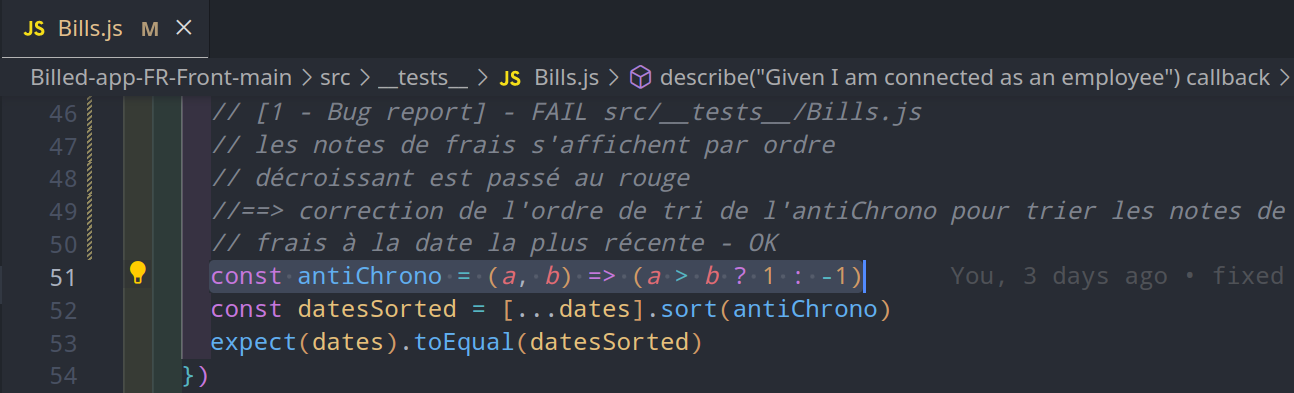 JS Bills.js M ×
Billed-app-FR-Front-main > src > __tests__ > JS Bills.js > describe("Given I am connected as an employee") callback >
46 // [1 - Bug report] - FAIL src/__tests__/Bills.js
47 // les notes de frais s'affichent par ordre
48 // décroissant est passé au rouge
49 //==> correction de l'ordre de tri de l'antiChrono pour trier les notes de
50 // frais à la date la plus récente - OK
51 const antiChrono = (a, b) => (a > b ? 1 : -1) You, 3 days ago • fixed
52 const datesSorted = [...dates].sort(antiChrono)
53 expect(dates).toEqual(datesSorted)
54 })